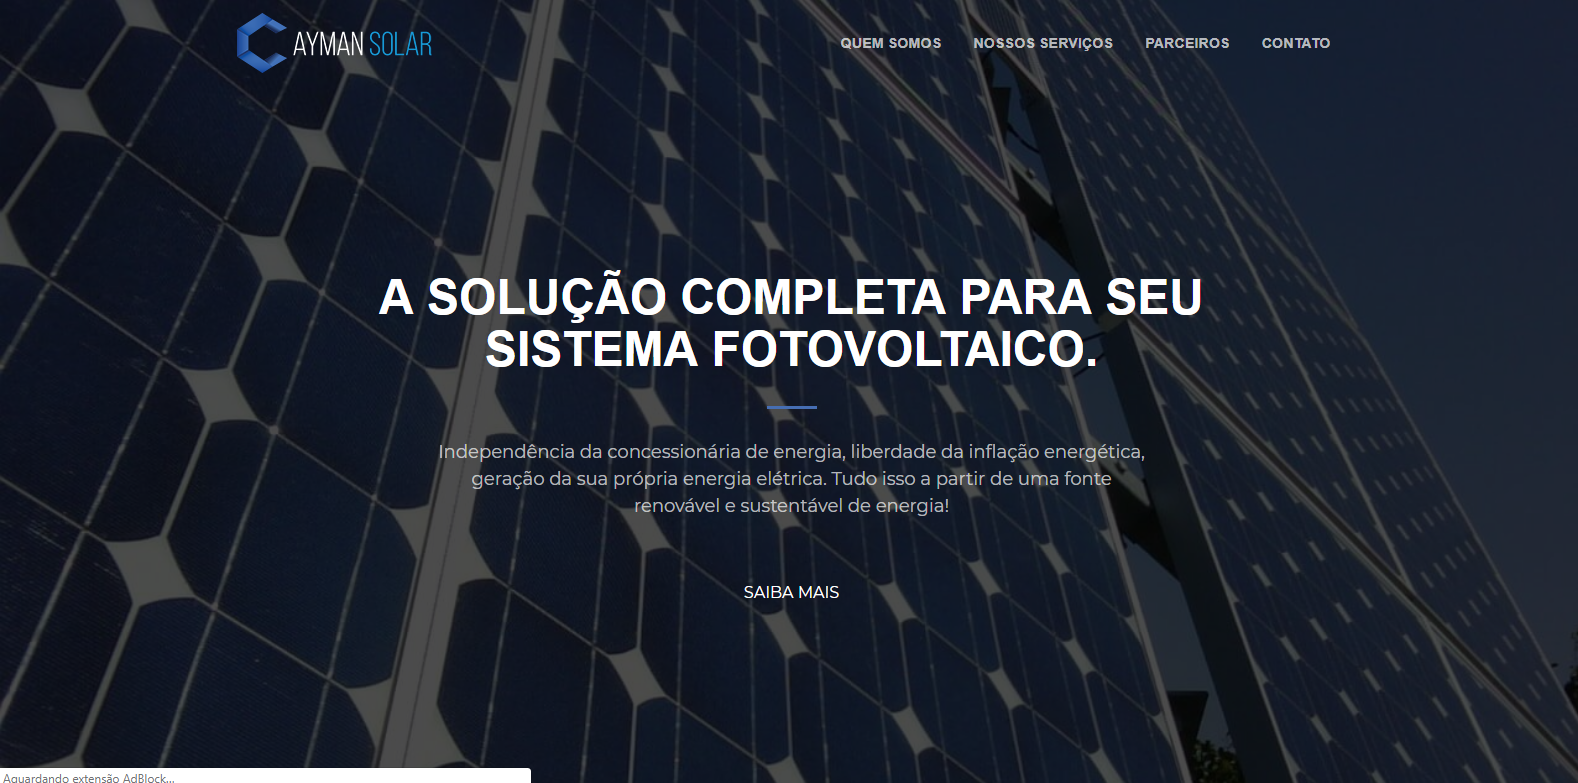 CAYMAN SOLAR
QUEM SOMOS NOSSOS SERVIÇOS PARCEIROS CONTATO
A SOLUÇÃO COMPLETA PARA SEU
SISTEMA FOTOVOLTAICO.
Independência da concessionária de energia, liberdade da inflação energética,
geração da sua própria energia elétrica. Tudo isso a partir de uma fonte
renovável e sustentável de energia!
SAIBA MAIS
Aguardando extensão AdBlock...